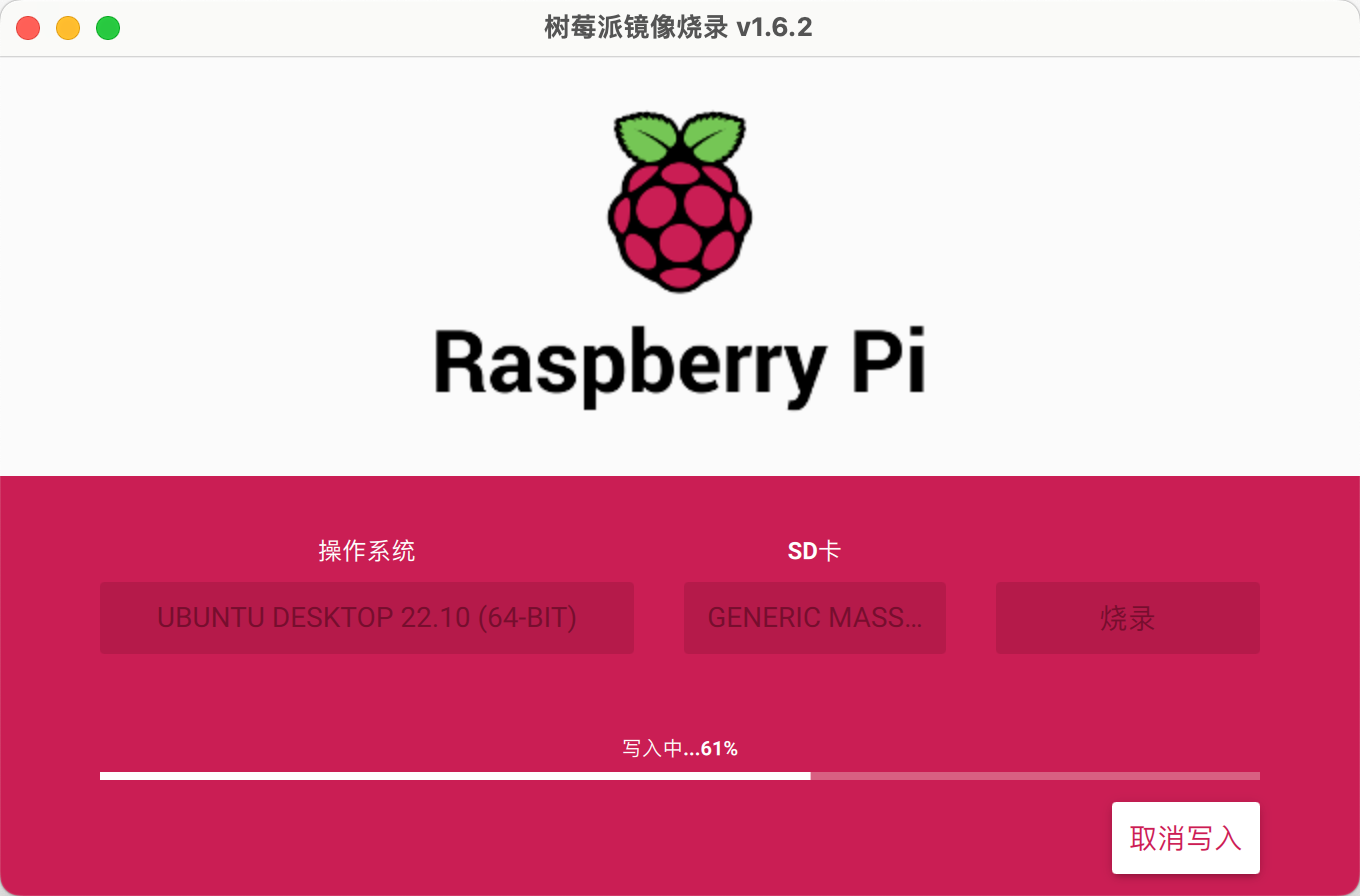 树莓派镜像烧录 v1.6.2
Raspberry Pi
操作系统
SD卡
UBUNTU DESKTOP 22.10 (64-BIT)
GENERIC MASS...
烧录
写入中...61%
取消写入